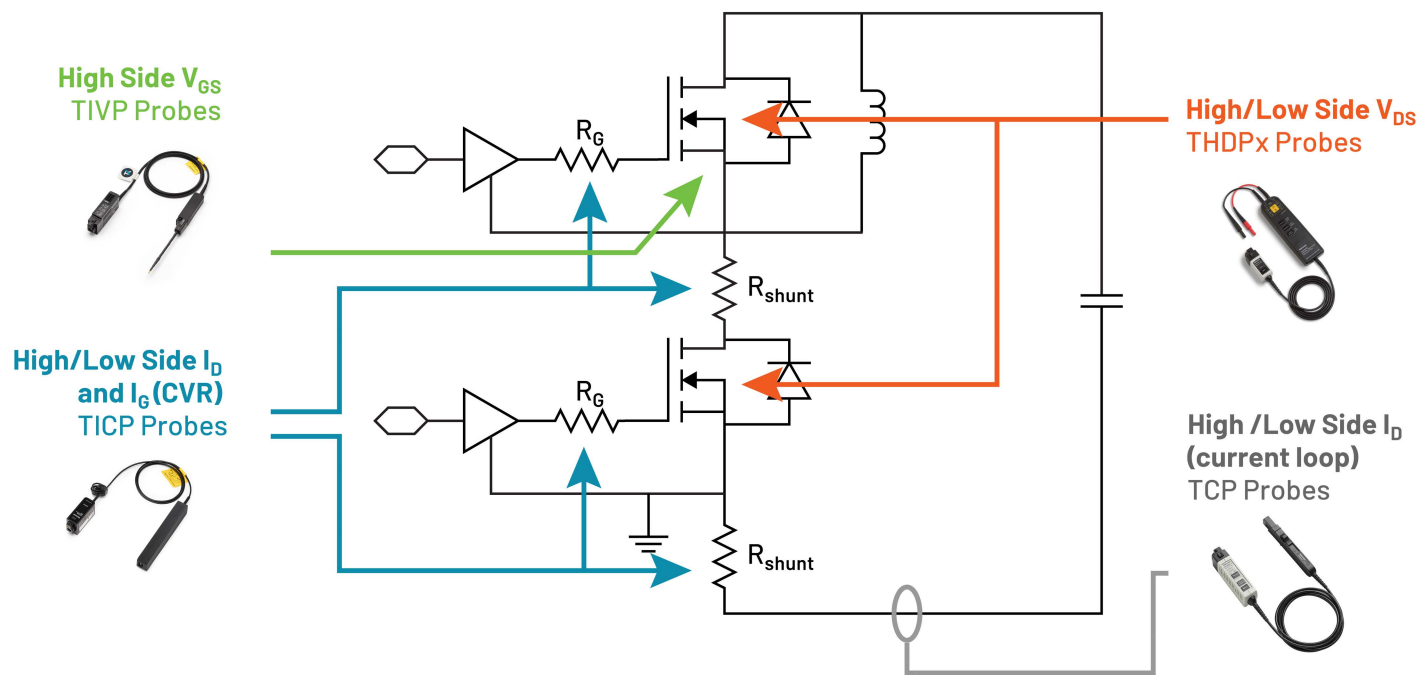 High Side VGS
TIVP Probes
High/Low Side ID
and IG (CVR)
TICP Probes
RG
Rshunt
RG
Rshunt
High/Low Side VDS
THDPx Probes
High /Low Side ID
(current loop)
TCP Probes